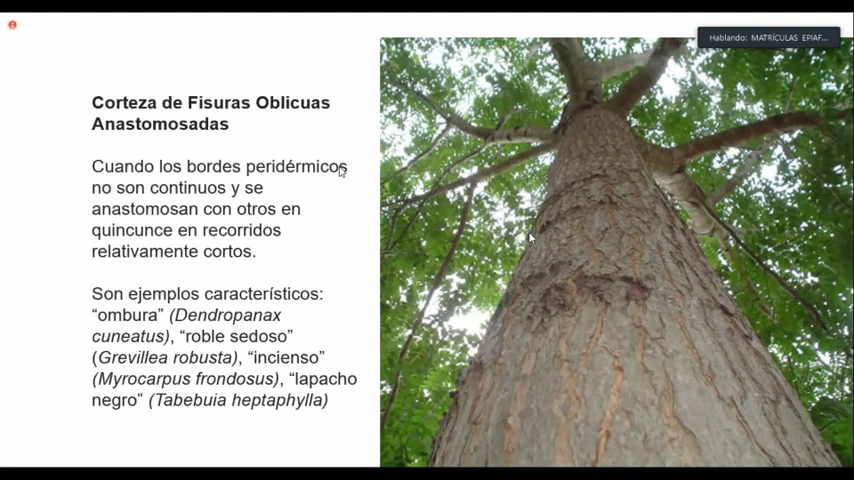 Hablando: MATRÍCULAS EPIAF...
Corteza de Fisuras Oblicuas
Anastomosadas
Cuando los bordes peridérmicos
no son continuos y se
anastomosan con otros en
quincunce en recorridos
relativamente cortos.
Son ejemplos característicos:
“ombura” (Dendropanax
cuneatus), “roble sedoso”
(Grevillea robusta), “incienso”
(Myrocarpus frondosus), “lapacho
negro” (Tabebuia heptaphylla)